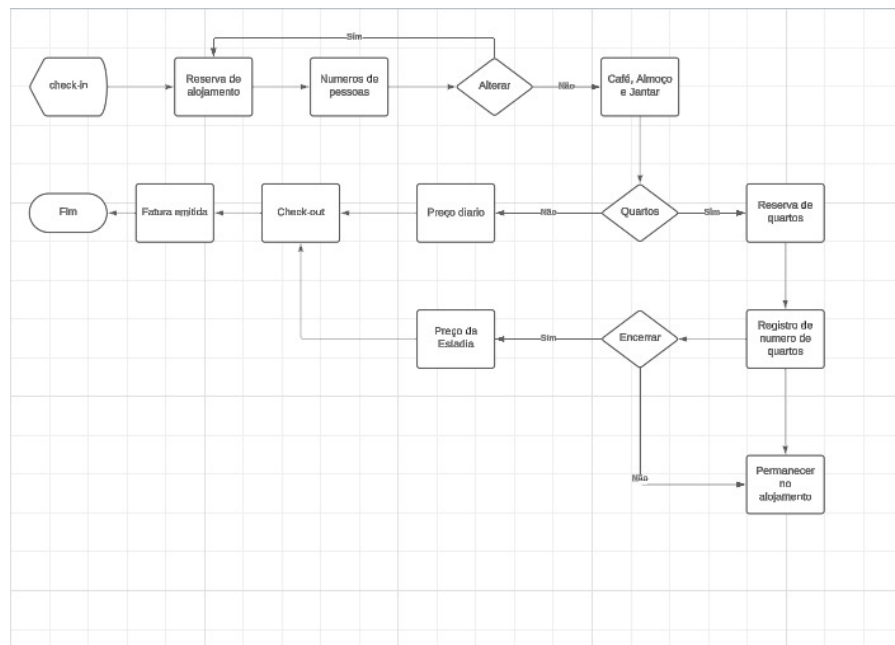 Sim
check-in
Reserva de
alojamento
Numeros de
pessoas
Alterar
Não
Café, Almoço
e Jantar
Fim
Fatura emitida
Check-out
Preço diario
Não
Quartos
Sim
Reserva de
quartos
Preço da
Estadia
Sim
Encerrar
Registro de
numero de
quartos
Não
Permanecer
no
alojamento